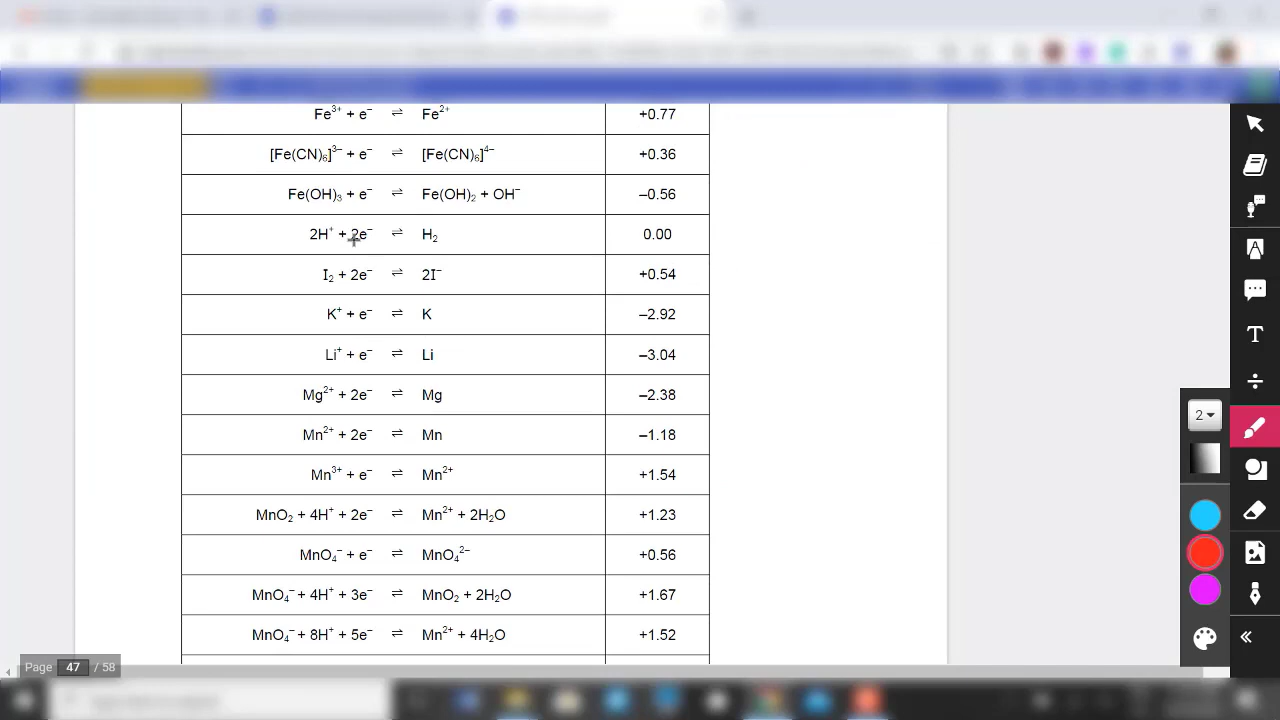 Fe³⁺ + e⁻ ⇌ Fe²⁺ +0.77
[Fe(CN)₆]³⁻ + e⁻ ⇌ [Fe(CN)₆]⁴⁻ +0.36
Fe(OH)₃ + e⁻ ⇌ Fe(OH)₂ + OH⁻ –0.56
2H⁺ + 2e⁻ ⇌ H₂ 0.00
I₂ + 2e⁻ ⇌ 2I⁻ +0.54
K⁺ + e⁻ ⇌ K –2.92
Li⁺ + e⁻ ⇌ Li –3.04
Mg²⁺ + 2e⁻ ⇌ Mg –2.38
Mn²⁺ + 2e⁻ ⇌ Mn –1.18
Mn³⁺ + e⁻ ⇌ Mn²⁺ +1.54
MnO₂ + 4H⁺ + 2e⁻ ⇌ Mn²⁺ + 2H₂O +1.23
MnO₄⁻ + e⁻ ⇌ MnO₄²⁻ +0.56
MnO₄⁻ + 4H⁺ + 3e⁻ ⇌ MnO₂ + 2H₂O +1.67
MnO₄⁻ + 8H⁺ + 5e⁻ ⇌ Mn²⁺ + 4H₂O +1.52
2
Page 47 / 58